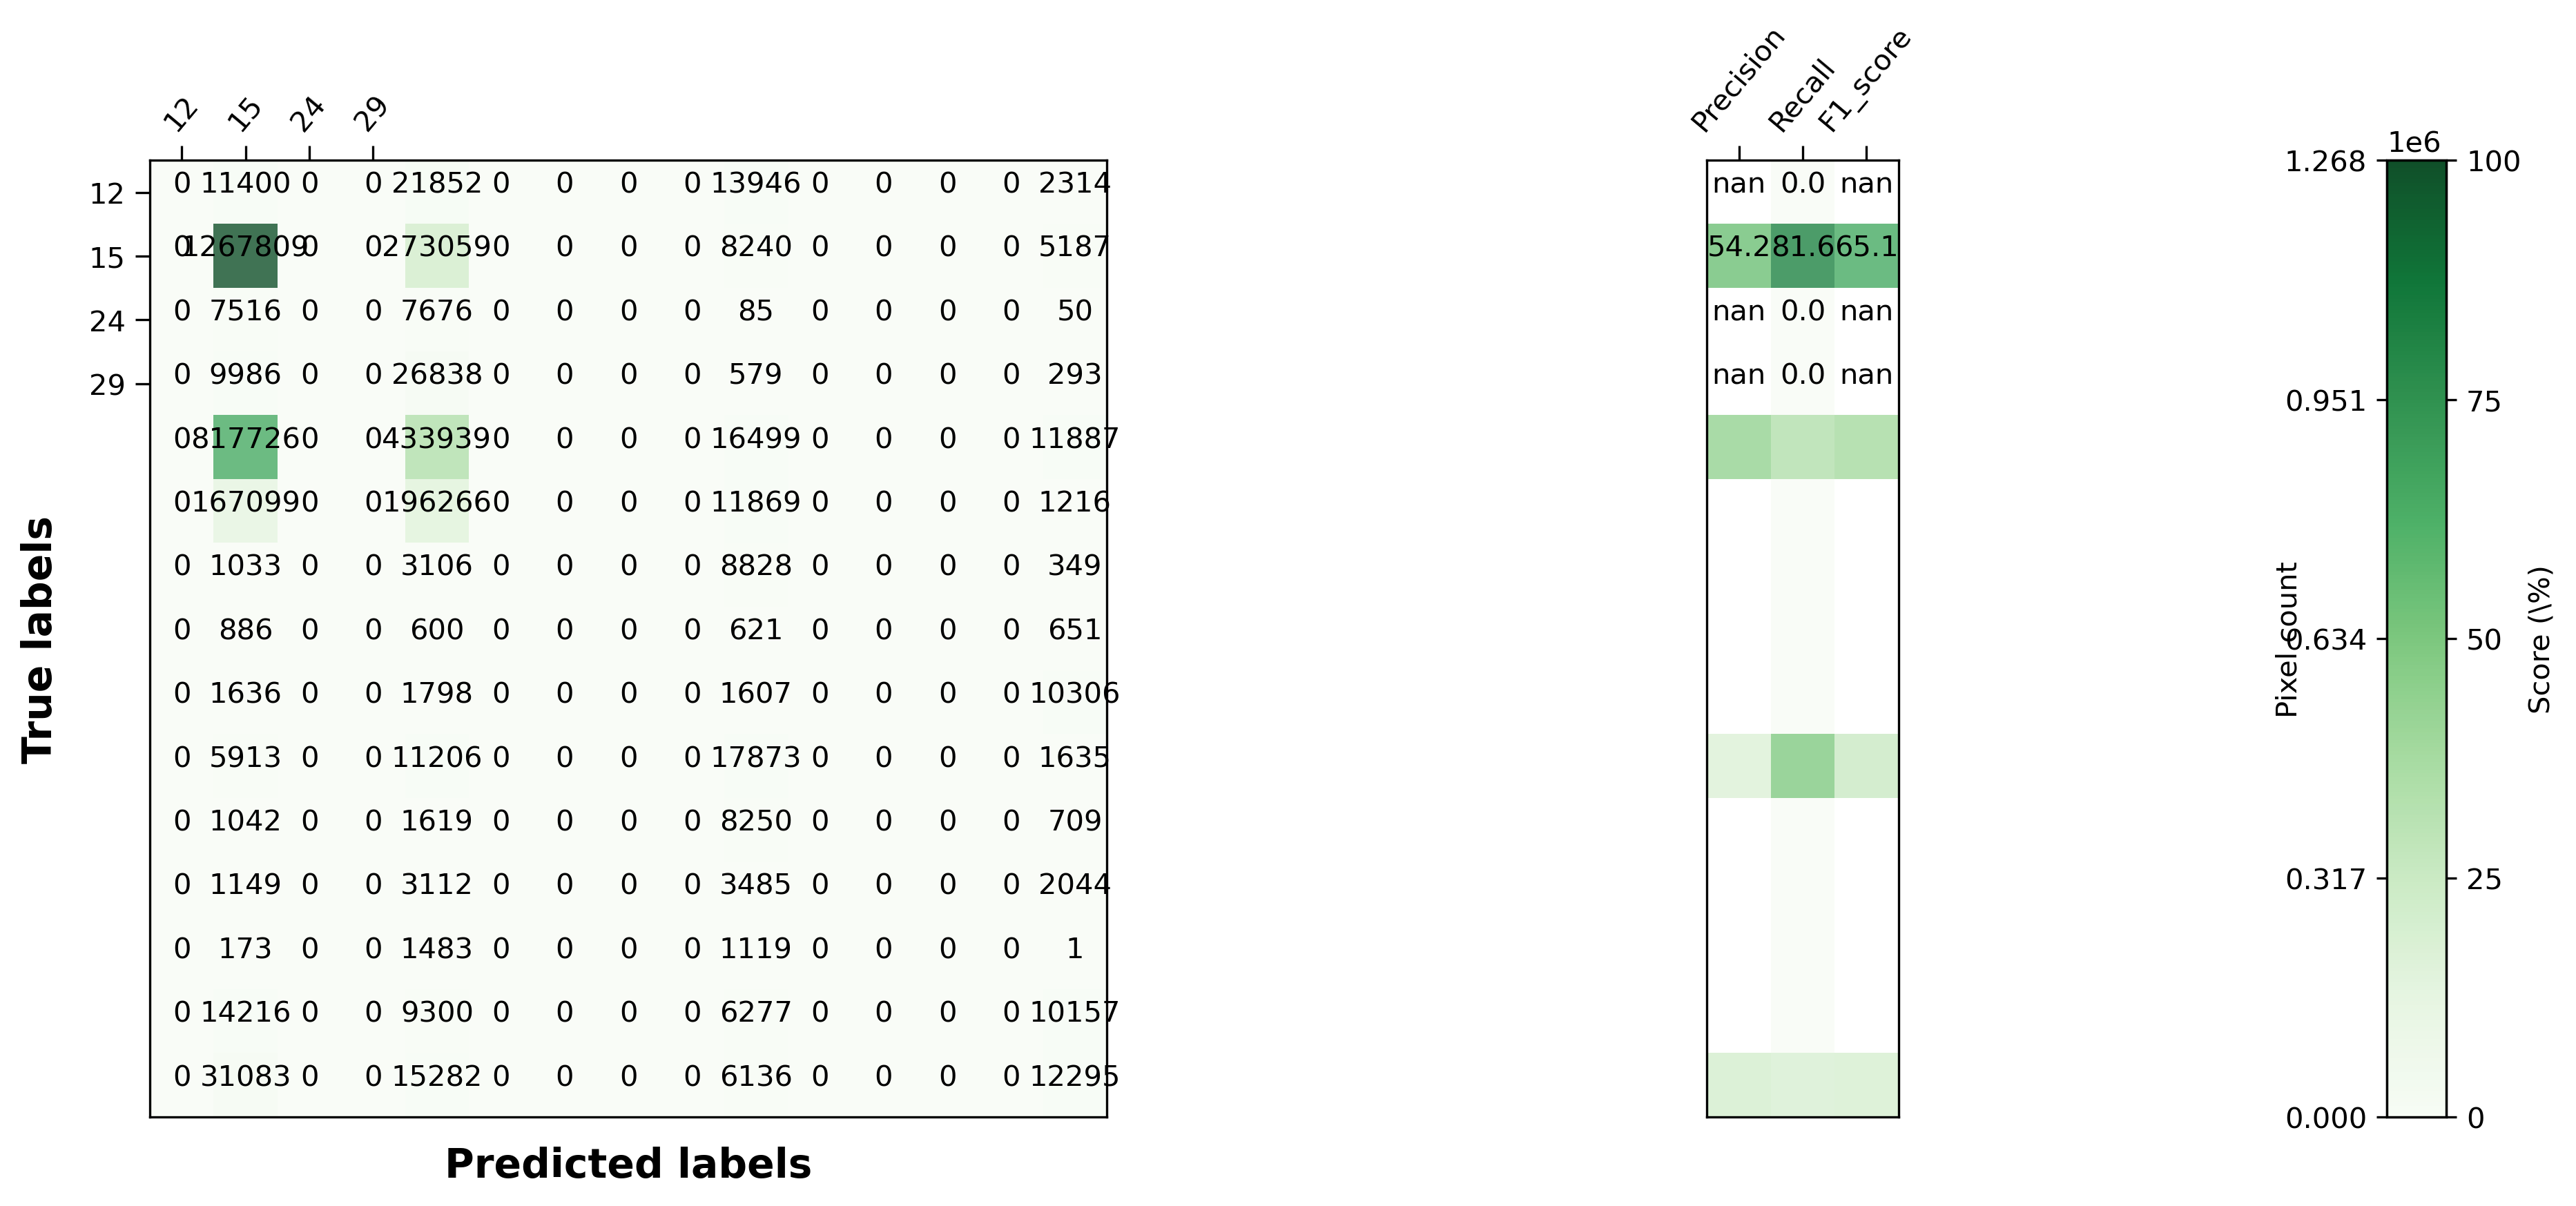 12 15 24 29 Precision Recall F1_score
1e6
12 0 11400 0 0 21852 0 0 0 0 13946 0 0 0 0 2314 nan 0.0 nan 1.268 100
15 0 1267809 0 0 273059 0 0 0 0 8240 0 0 0 0 5187 54.2 81.6 65.1
24 0 7516 0 0 7676 0 0 0 0 85 0 0 0 0 50 nan 0.0 nan
29 0 9986 0 0 26838 0 0 0 0 579 0 0 0 0 293 nan 0.0 nan 0.951 75
0 817726 0 0 433939 0 0 0 0 16499 0 0 0 0 11887
0 167099 0 0 196266 0 0 0 0 11869 0 0 0 0 1216
0 1033 0 0 3106 0 0 0 0 8828 0 0 0 0 349
0 886 0 0 600 0 0 0 0 621 0 0 0 0 651 0.634 50
0 1636 0 0 1798 0 0 0 0 1607 0 0 0 0 10306
0 5913 0 0 11206 0 0 0 0 17873 0 0 0 0 1635
0 1042 0 0 1619 0 0 0 0 8250 0 0 0 0 709
0 1149 0 0 3112 0 0 0 0 3485 0 0 0 0 2044 0.317 25
0 173 0 0 1483 0 0 0 0 1119 0 0 0 0 1
0 14216 0 0 9300 0 0 0 0 6277 0 0 0 0 10157
0 31083 0 0 15282 0 0 0 0 6136 0 0 0 0 12295
0.000 0
True labels
Predicted labels
Pixel count
Score (\%)